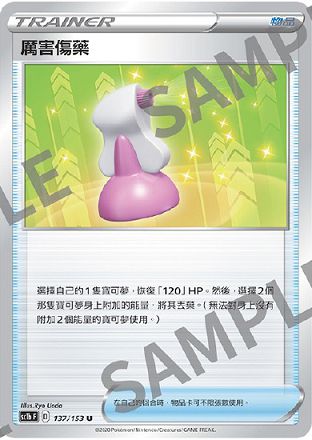 TRAINER 物品
厲害傷藥
選擇自己的1隻寶可夢,恢復「120」HP。然後,選擇2個
那隻寶可夢身上附加的能量,將其丟棄。(無法對身上沒有
附加2個能量的寶可夢使用。)
Illus. Ryo Ueda
sc1b F D 137/153 U
在自己的回合時,物品卡可不限張數使用。
©2020 Pokémon/Nintendo/Creatures/GAME FREAK.
SAMPLE
SAMPLE
SAMPLE